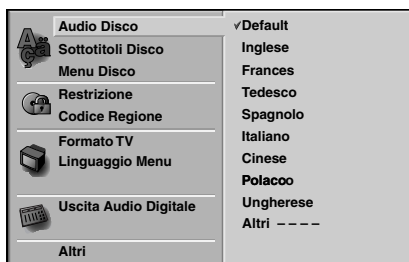 Audio Disco
Sottotitoli Disco
Menu Disco
Restrizione
Codice Regione
Formato TV
Linguaggio Menu
Uscita Audio Digitale
Altri
✓Default
Inglese
Frances
Tedesco
Spagnolo
Italiano
Cinese
Polacoo
Ungherese
Altri – – – –